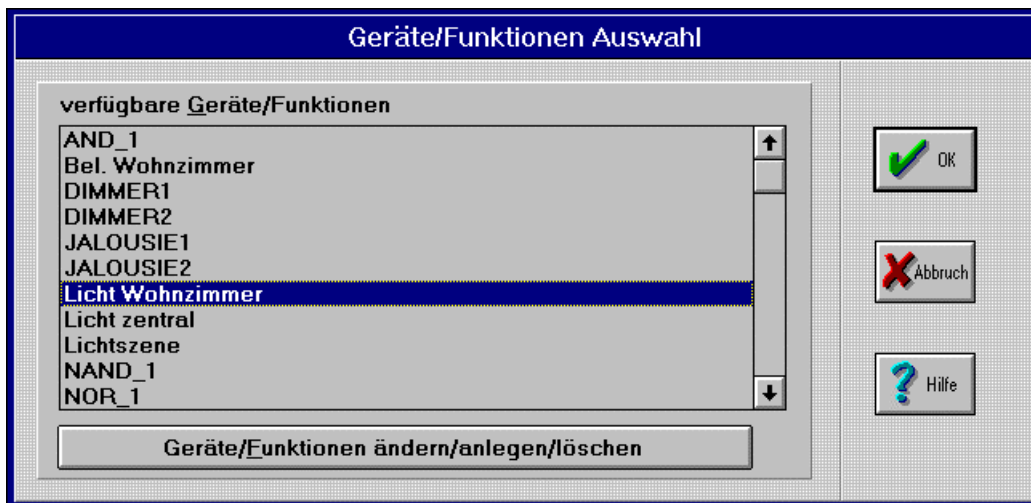 Geräte/Funktionen Auswahl
verfügbare Geräte/Funktionen
AND_1
Bel. Wohnzimmer
DIMMER1
DIMMER2
JALOUSIE1
JALOUSIE2
Licht Wohnzimmer
Licht zentral
Lichtszene
NAND_1
NOR_1
Geräte/Funktionen ändern/anlegen/löschen
OK
Abbruch
Hilfe